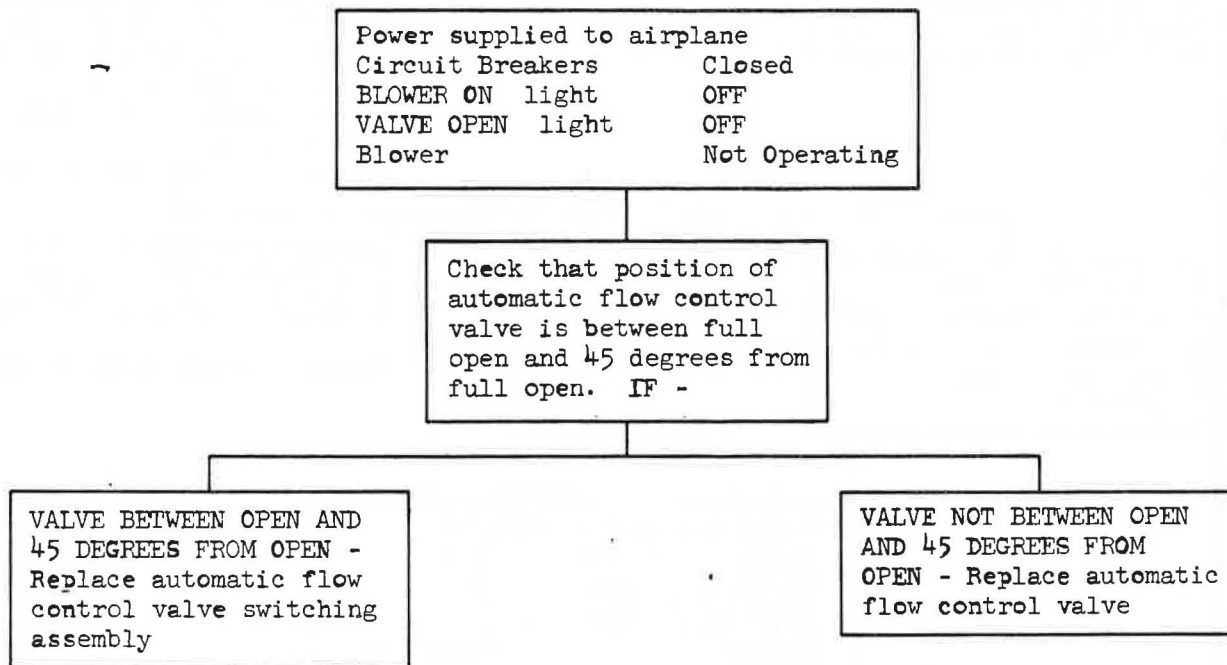 Power supplied to airplane
Circuit Breakers Closed
BLOWER ON light OFF
VALVE OPEN light OFF
Blower Not Operating
Check that position of
automatic flow control
valve is between full
open and 45 degrees from
full open. IF -
VALVE BETWEEN OPEN AND
45 DEGREES FROM OPEN -
Replace automatic flow
control valve switching
assembly
VALVE NOT BETWEEN OPEN
AND 45 DEGREES FROM
OPEN - Replace automatic
flow control valve